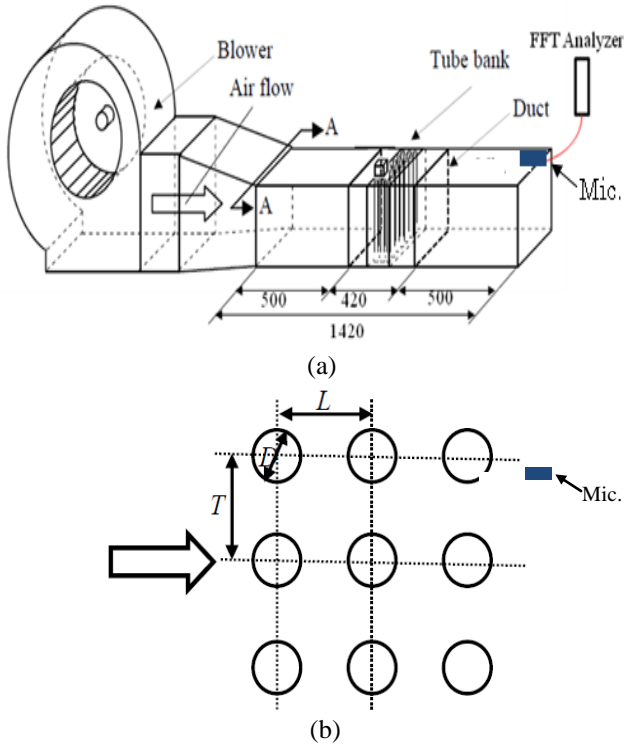 FFT Analyzer
Blower
Tube bank
Air flow
Duct
A
A
Mic.
500
420
500
1420
(a)
L
D
T
Mic.
(b)